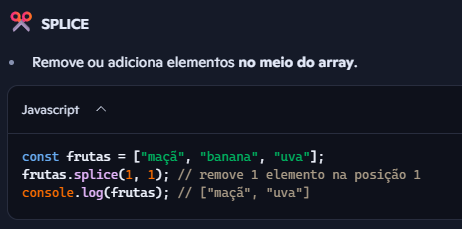 SPLICE
Remove ou adiciona elementos no meio do array.
Javascript
const frutas = ["maçã", "banana", "uva"];
frutas.splice(1, 1); // remove 1 elemento na posição 1
console.log(frutas); // ["maçã", "uva"]